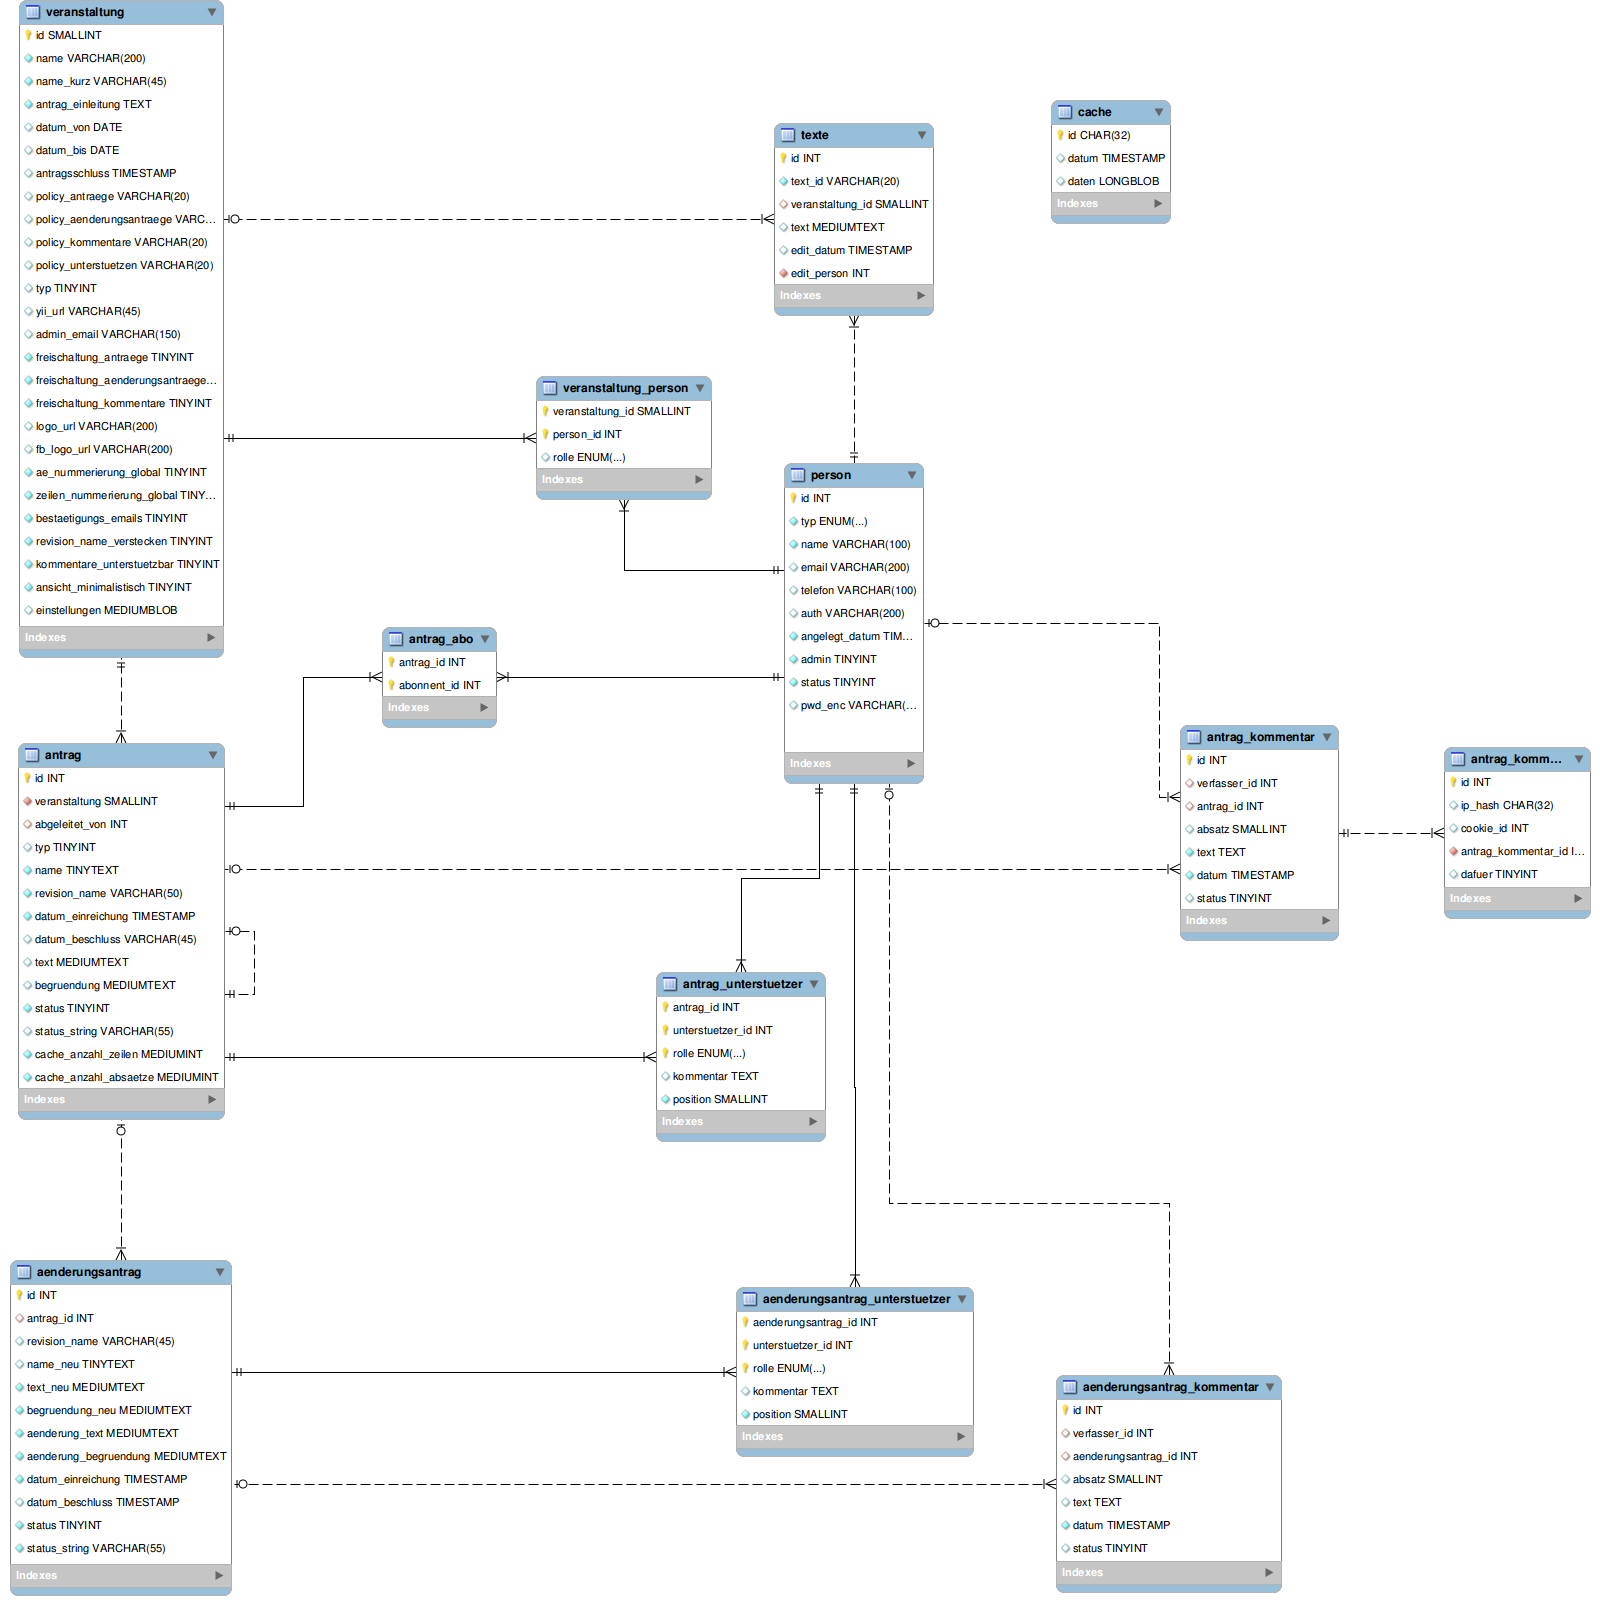 veranstaltung
id SMALLINT
name VARCHAR(200)
name_kurz VARCHAR(45)
antrag_einleitung TEXT
datum_von DATE
datum_bis DATE
antragsschluss TIMESTAMP
policy_antraege VARCHAR(20)
policy_aenderungsantraege VARC...
policy_kommentare VARCHAR(20)
policy_unterstuetzen VARCHAR(20)
typ TINYINT
yii_url VARCHAR(45)
admin_email VARCHAR(150)
freischaltung_antraege TINYINT
freischaltung_aenderungsantraege...
freischaltung_kommentare TINYINT
logo_url VARCHAR(200)
fb_logo_url VARCHAR(200)
ae_nummerierung_global TINYINT
zeilen_nummerierung_global TINY...
bestaetigungs_emails TINYINT
revision_name_verstecken TINYINT
kommentare_unterstuetzbar TINYINT
ansicht_minimalistisch TINYINT
einstellungen MEDIUMBLOB
Indexes
cache
id CHAR(32)
datum TIMESTAMP
daten LONGBLOB
Indexes
texte
id INT
text_id VARCHAR(20)
veranstaltung_id SMALLINT
text MEDIUMTEXT
edit_datum TIMESTAMP
edit_person INT
Indexes
veranstaltung_person
veranstaltung_id SMALLINT
person_id INT
rolle ENUM(...)
Indexes
person
id INT
typ ENUM(...)
name VARCHAR(100)
email VARCHAR(200)
telefon VARCHAR(100)
auth VARCHAR(200)
angelegt_datum TIM...
admin TINYINT
status TINYINT
pwd_enc VARCHAR(...
Indexes
antrag_abo
antrag_id INT
abonnent_id INT
Indexes
antrag
id INT
veranstaltung SMALLINT
abgeleitet_von INT
typ TINYINT
name TINYTEXT
revision_name VARCHAR(50)
datum_einreichung TIMESTAMP
datum_beschluss VARCHAR(45)
text MEDIUMTEXT
begruendung MEDIUMTEXT
status TINYINT
status_string VARCHAR(55)
cache_anzahl_zeilen MEDIUMINT
cache_anzahl_absaetze MEDIUMINT
Indexes
antrag_kommentar
id INT
verfasser_id INT
antrag_id INT
absatz SMALLINT
text TEXT
datum TIMESTAMP
status TINYINT
Indexes
antrag_komm...
id INT
ip_hash CHAR(32)
cookie_id INT
antrag_kommentar_id I...
dafuer TINYINT
Indexes
antrag_unterstuetzer
antrag_id INT
unterstuetzer_id INT
rolle ENUM(...)
kommentar TEXT
position SMALLINT
Indexes
aenderungsantrag
id INT
antrag_id INT
revision_name VARCHAR(45)
name_neu TINYTEXT
text_neu MEDIUMTEXT
begruendung_neu MEDIUMTEXT
aenderung_text MEDIUMTEXT
aenderung_begruendung MEDIUMTEXT
datum_einreichung TIMESTAMP
datum_beschluss TIMESTAMP
status TINYINT
status_string VARCHAR(55)
Indexes
aenderungsantrag_unterstuetzer
aenderungsantrag_id INT
unterstuetzer_id INT
rolle ENUM(...)
kommentar TEXT
position SMALLINT
Indexes
aenderungsantrag_kommentar
id INT
verfasser_id INT
aenderungsantrag_id INT
absatz SMALLINT
text TEXT
datum TIMESTAMP
status TINYINT
Indexes